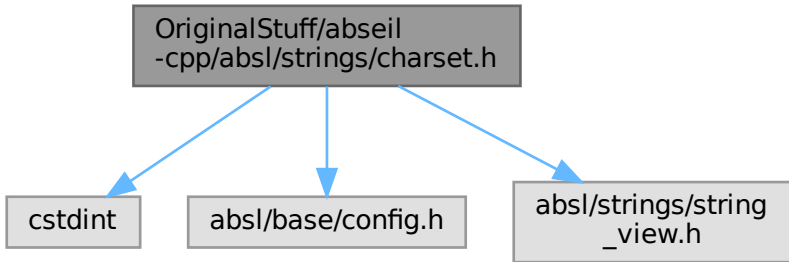 OriginalStuff/abseil
-cpp/absl/strings/charset.h
cstdint
absl/base/config.h
absl/strings/string
_view.h